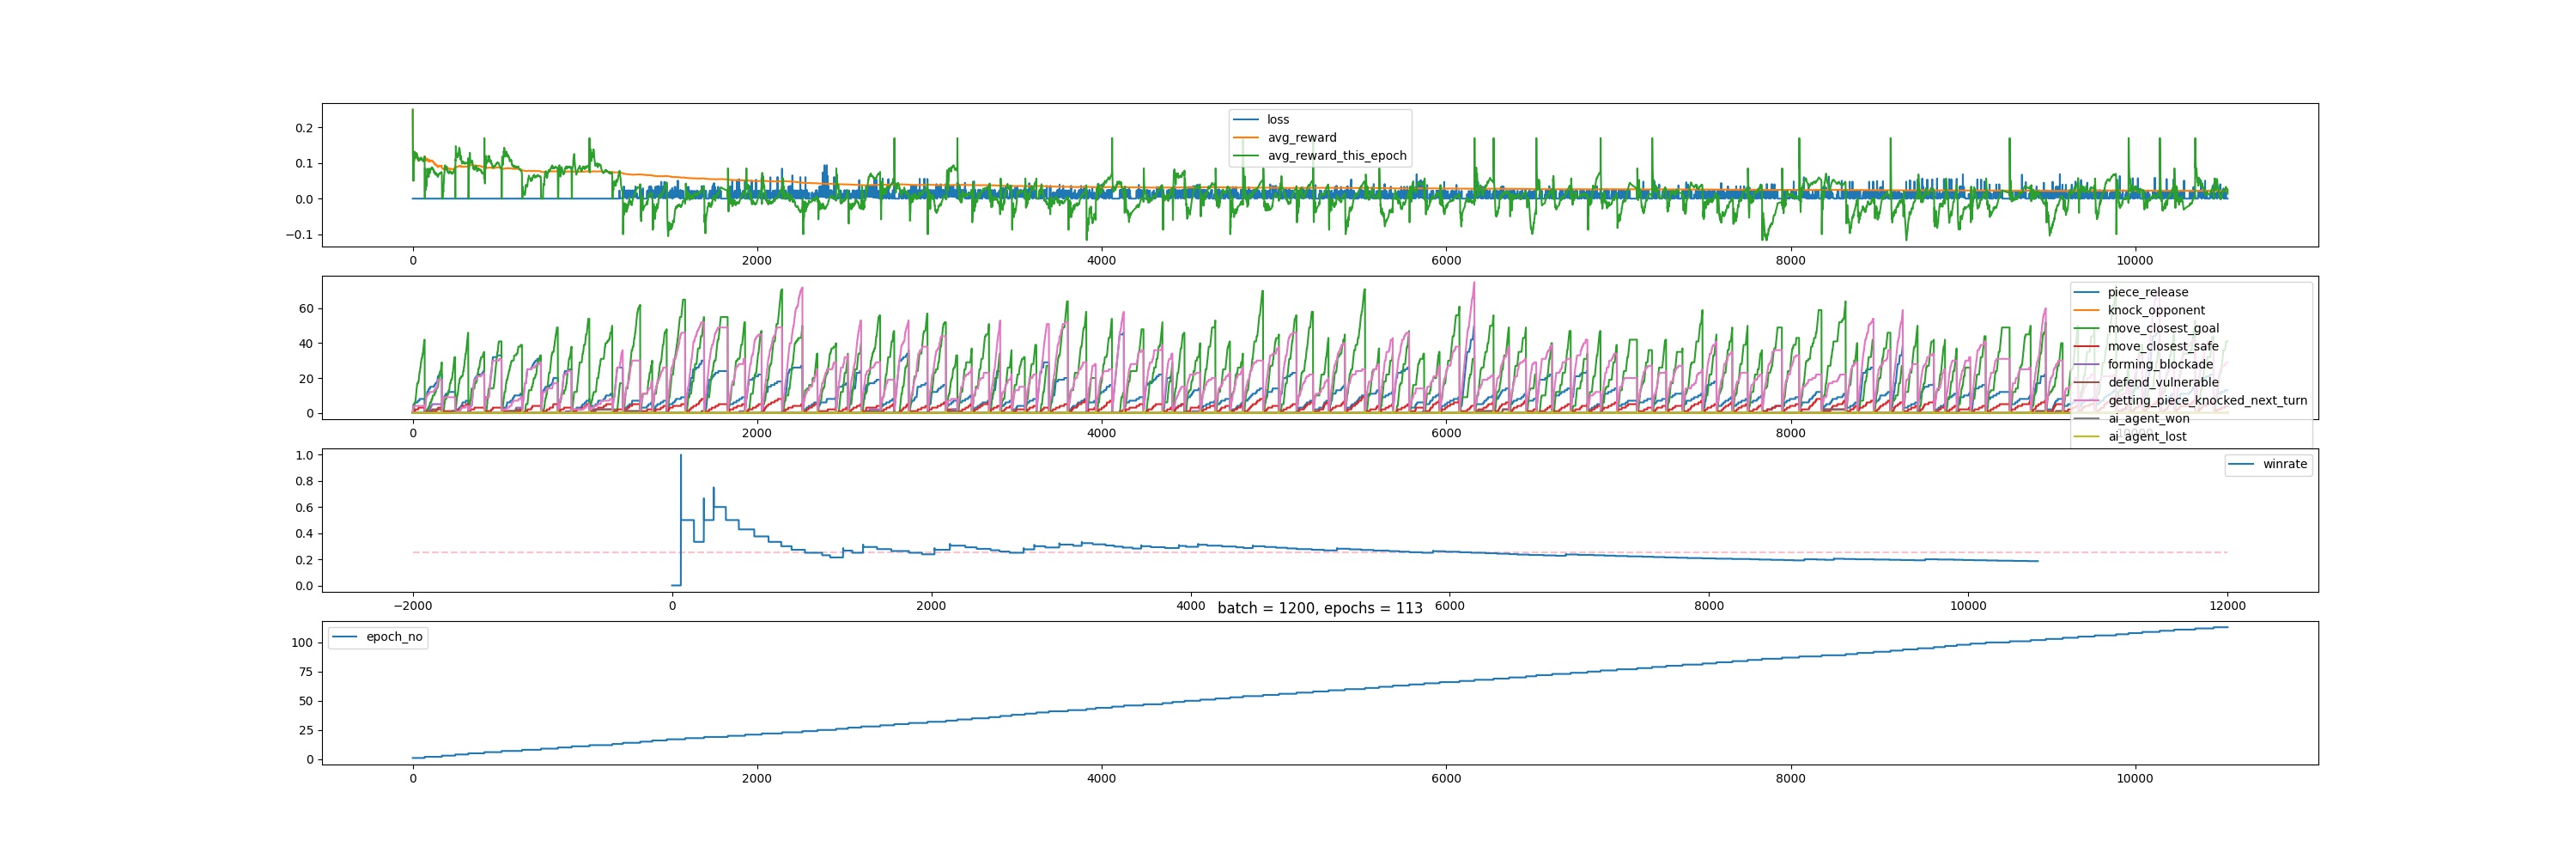 0.2
0.1
0.0
−0.1
loss
avg_reward
avg_reward_this_epoch
0 2000 4000 6000 8000 10000
60
40
20
0
piece_release
knock_opponent
move_closest_goal
move_closest_safe
forming_blockade
defend_vulnerable
getting_piece_knocked_next_turn
ai_agent_won
ai_agent_lost
0 2000 4000 6000 8000 10000
1.0
0.8
0.6
0.4
0.2
0.0
winrate
−2000 0 2000 4000 6000 8000 10000 12000
batch = 1200, epochs = 113
100
75
50
25
0
epoch_no
0 2000 4000 6000 8000 10000